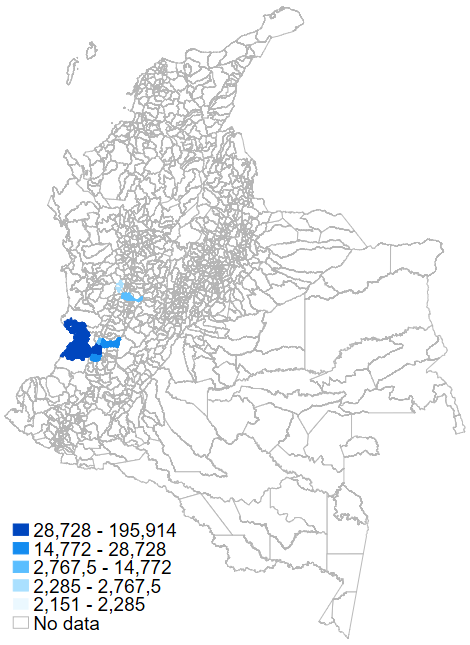 28,728 - 195,914
14,772 - 28,728
2,767,5 - 14,772
2,285 - 2,767,5
2,151 - 2,285
No data